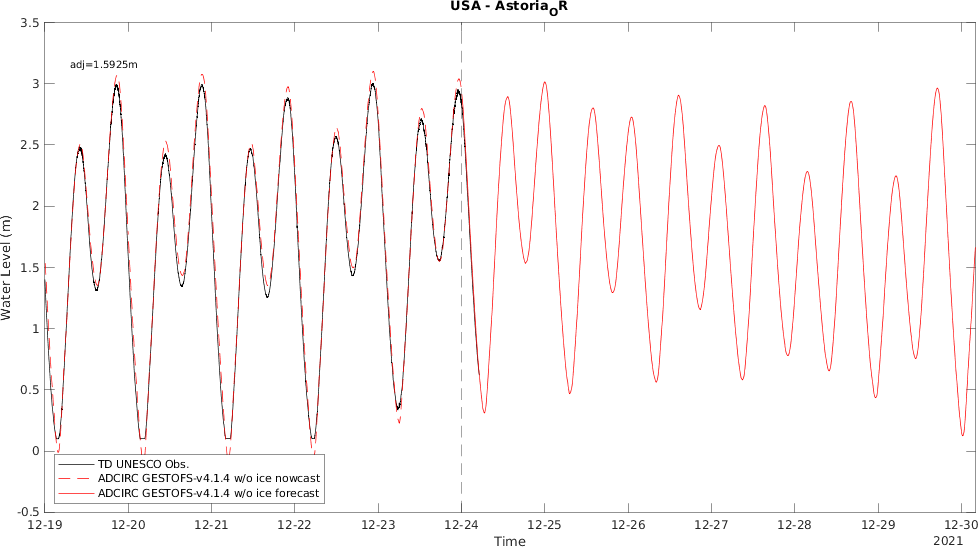 USA - AstoriaOR
3.5
adj=1.5925m
3
2.5
2
1.5
1
0.5
0
-0.5
Water Level (m)
TD UNESCO Obs.
ADCIRC GESTOFS-v4.1.4 w/o ice nowcast
ADCIRC GESTOFS-v4.1.4 w/o ice forecast
12-19 12-20 12-21 12-22 12-23 12-24 12-25 12-26 12-27 12-28 12-29 12-30
Time
2021